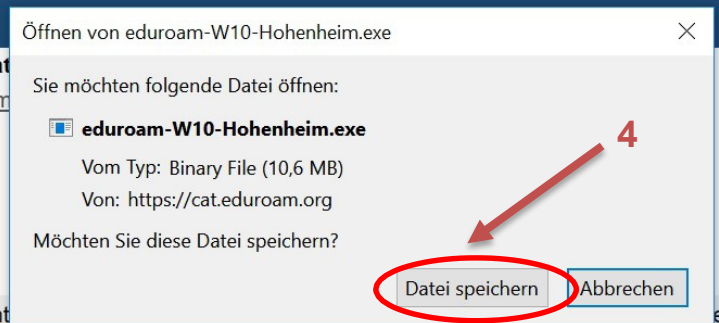 Öffnen von eduroam-W10-Hohenheim.exe
Sie möchten folgende Datei öffnen:
eduroam-W10-Hohenheim.exe
Vom Typ: Binary File (10,6 MB)
4
Von: https://cat.eduroam.org
Möchten Sie diese Datei speichern?
Datei speichern
Abbrechen